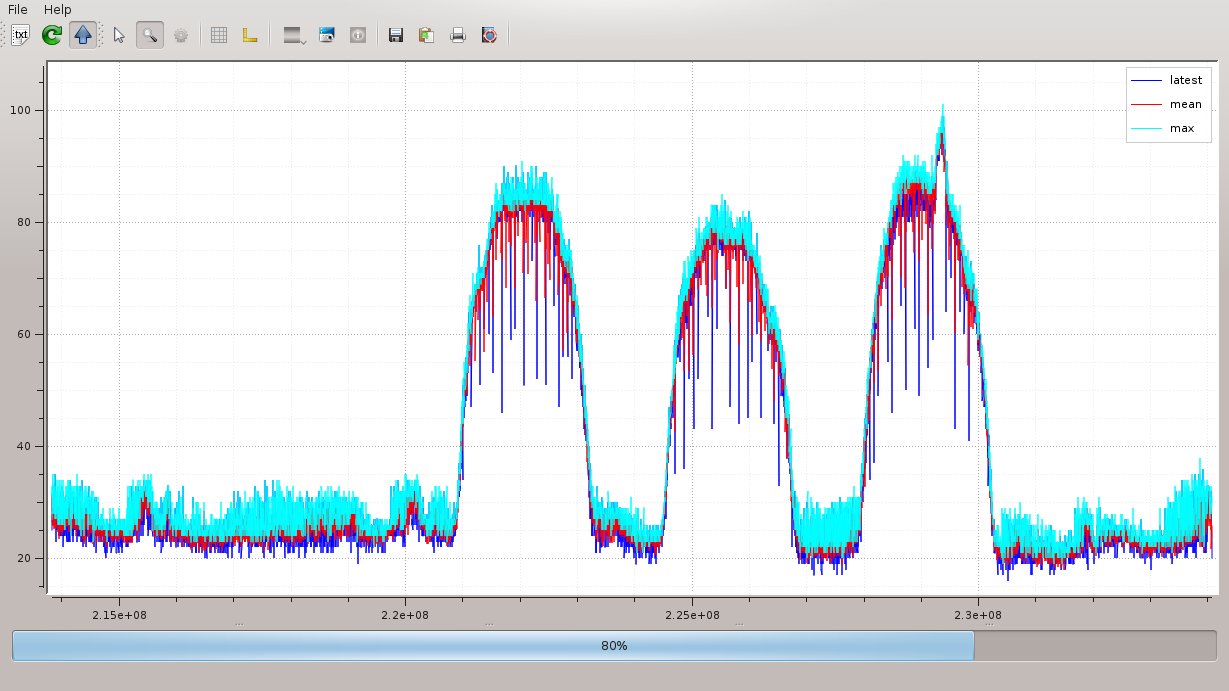 File Help
txt
latest
mean
max
100
80
60
40
20
2.15e+08 2.2e+08 2.25e+08 2.3e+08
... ... ... ...
80%